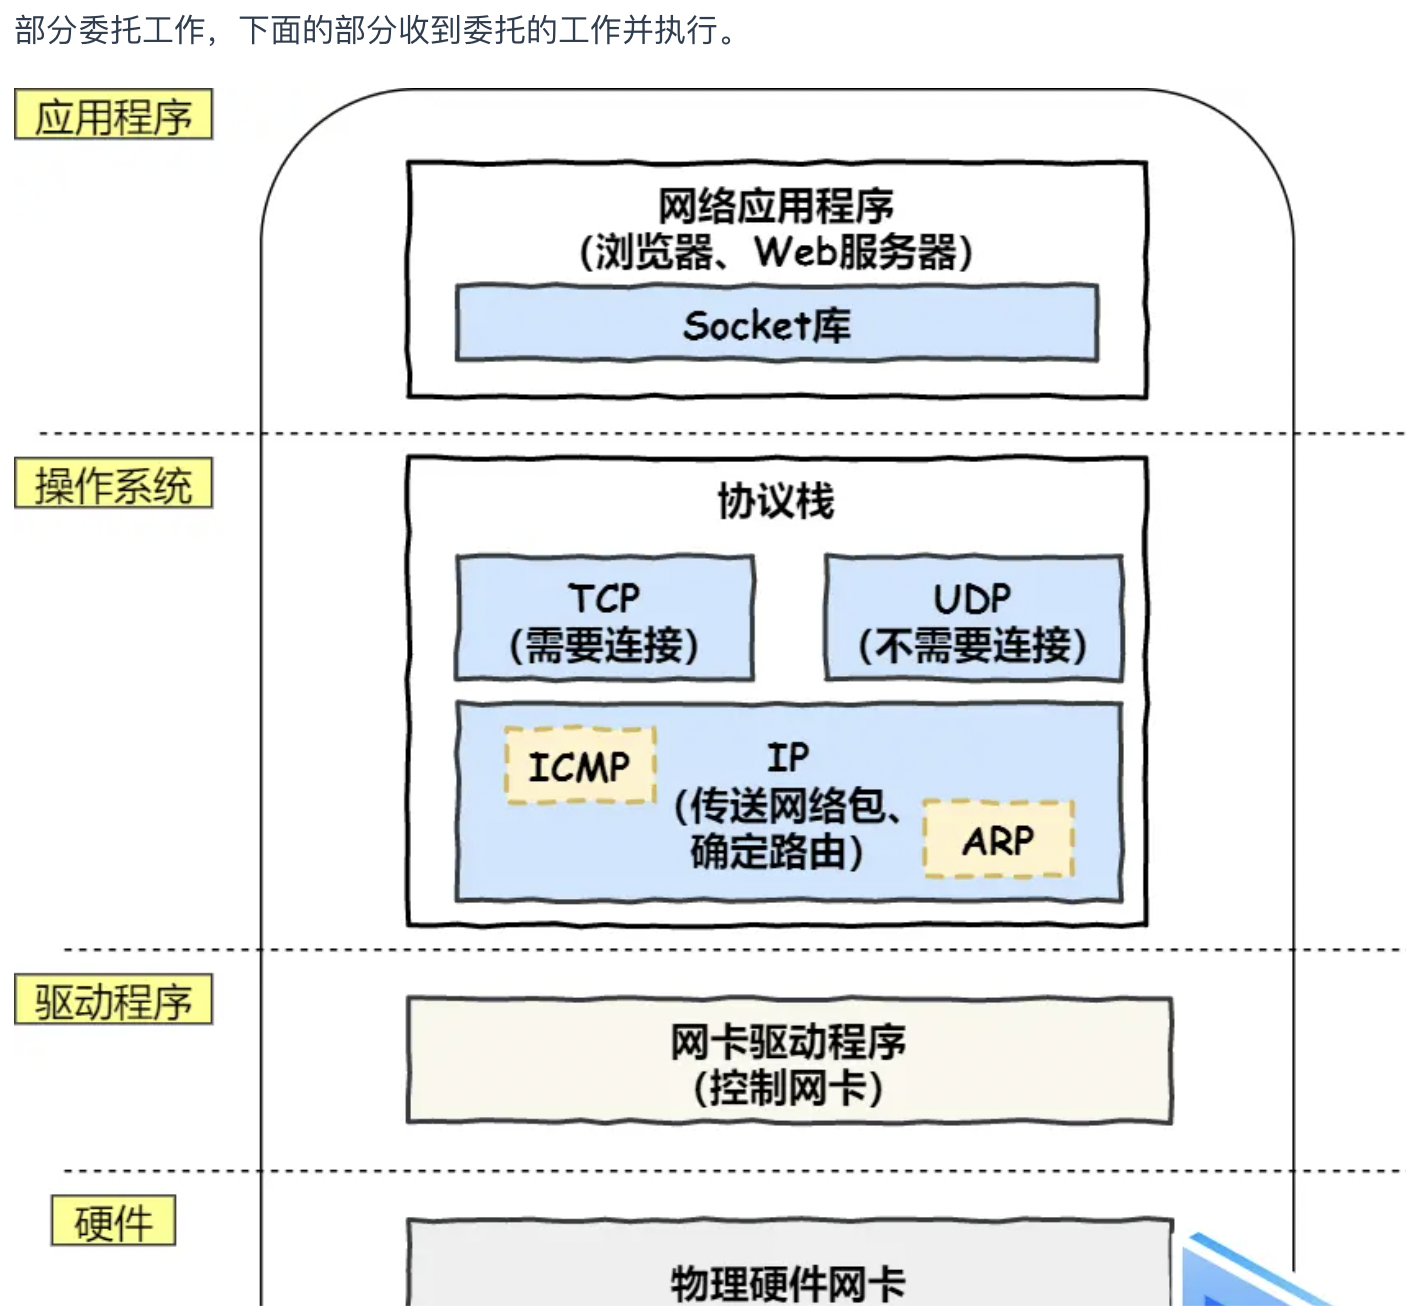 部分委托工作，下面的部分收到委托的工作并执行。
应用程序
网络应用程序
(浏览器、Web服务器)
Socket库
操作系统
协议栈
TCP
(需要连接)
UDP
(不需要连接)
ICMP
IP
(传送网络包、
确定路由)
ARP
驱动程序
网卡驱动程序
(控制网卡)
硬件
物理硬件网卡